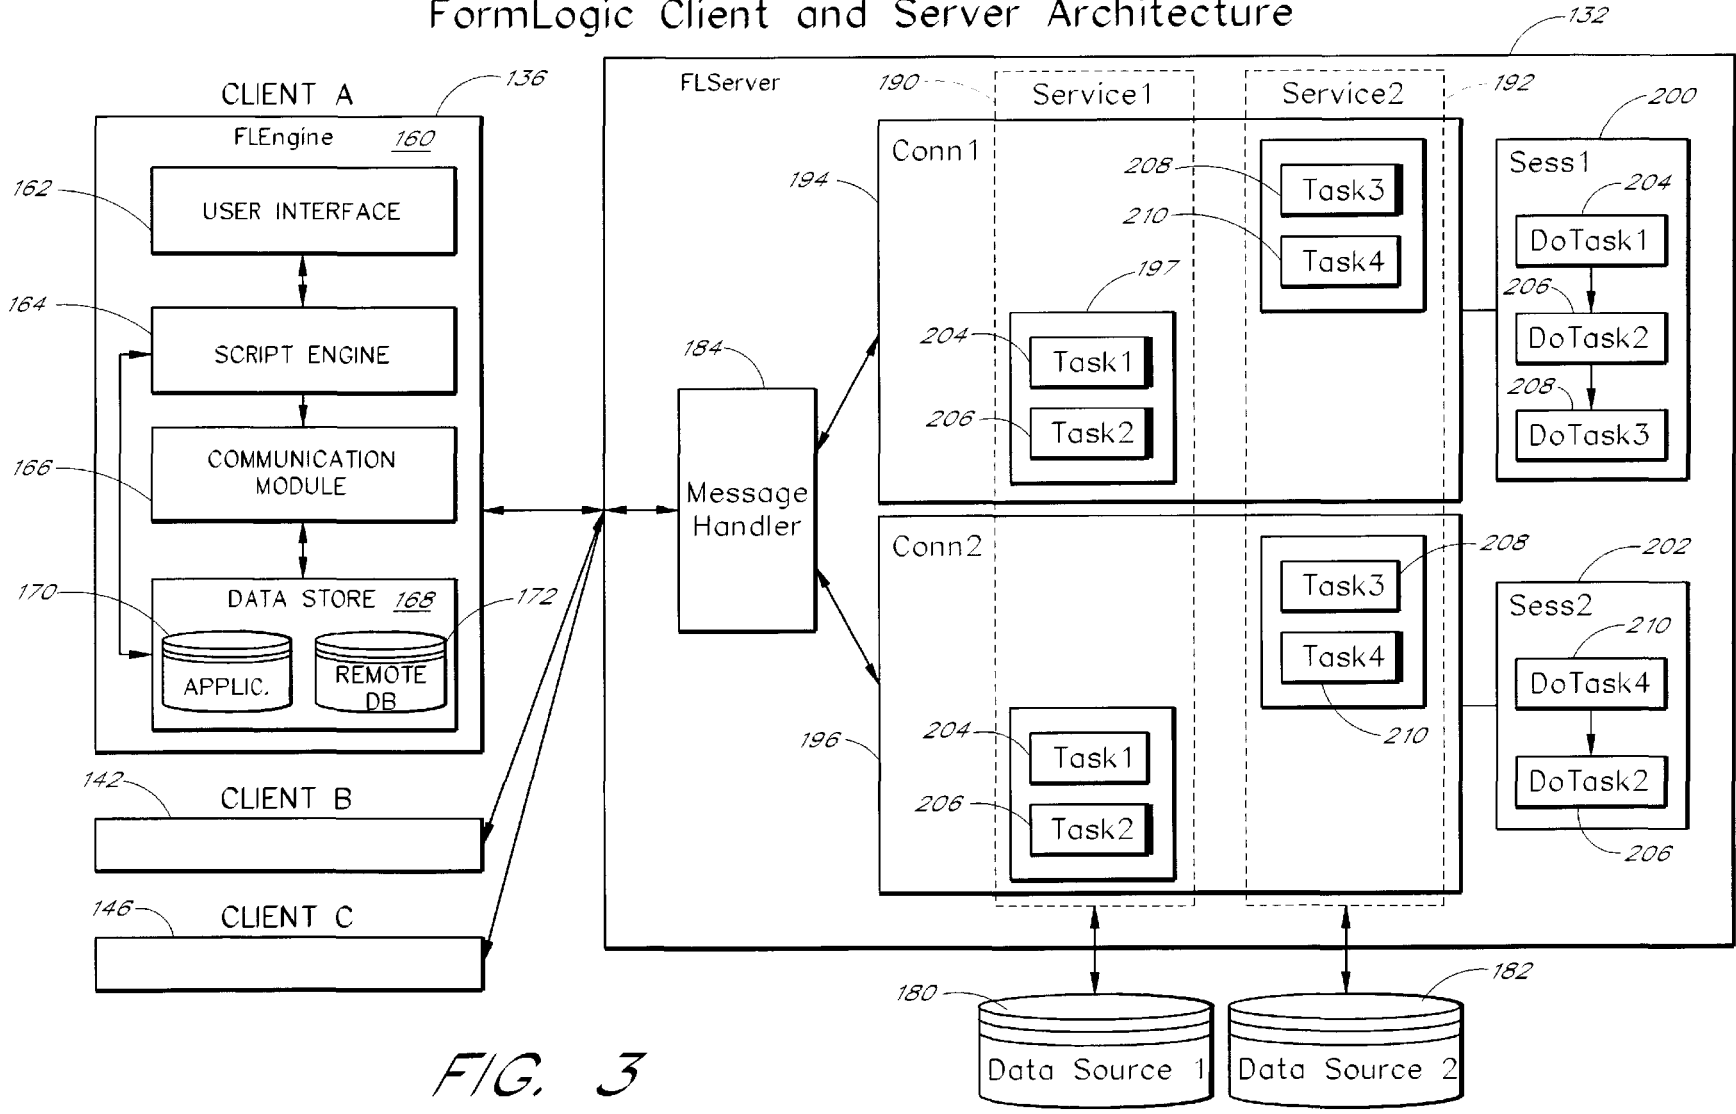 FormLogic Client and Server Architecture
132
136
CLIENT A
FLEngine 160
162
USER INTERFACE
164
SCRIPT ENGINE
166
COMMUNICATION
MODULE
170
DATA STORE 168
172
APPLIC.
REMOTE
DB
142
CLIENT B
146
CLIENT C
FLServer
184
Message
Handler
190
Service1
Service2
192
194
Conn1
208
Task3
210
Task4
197
204
Task1
206
Task2
200
Sess1
204
DoTask1
206
DoTask2
208
DoTask3
196
Conn2
Task3
208
Task4
210
204
Task1
206
Task2
202
Sess2
210
DoTask4
DoTask2
206
180
Data Source 1
182
Data Source 2
FIG. 3